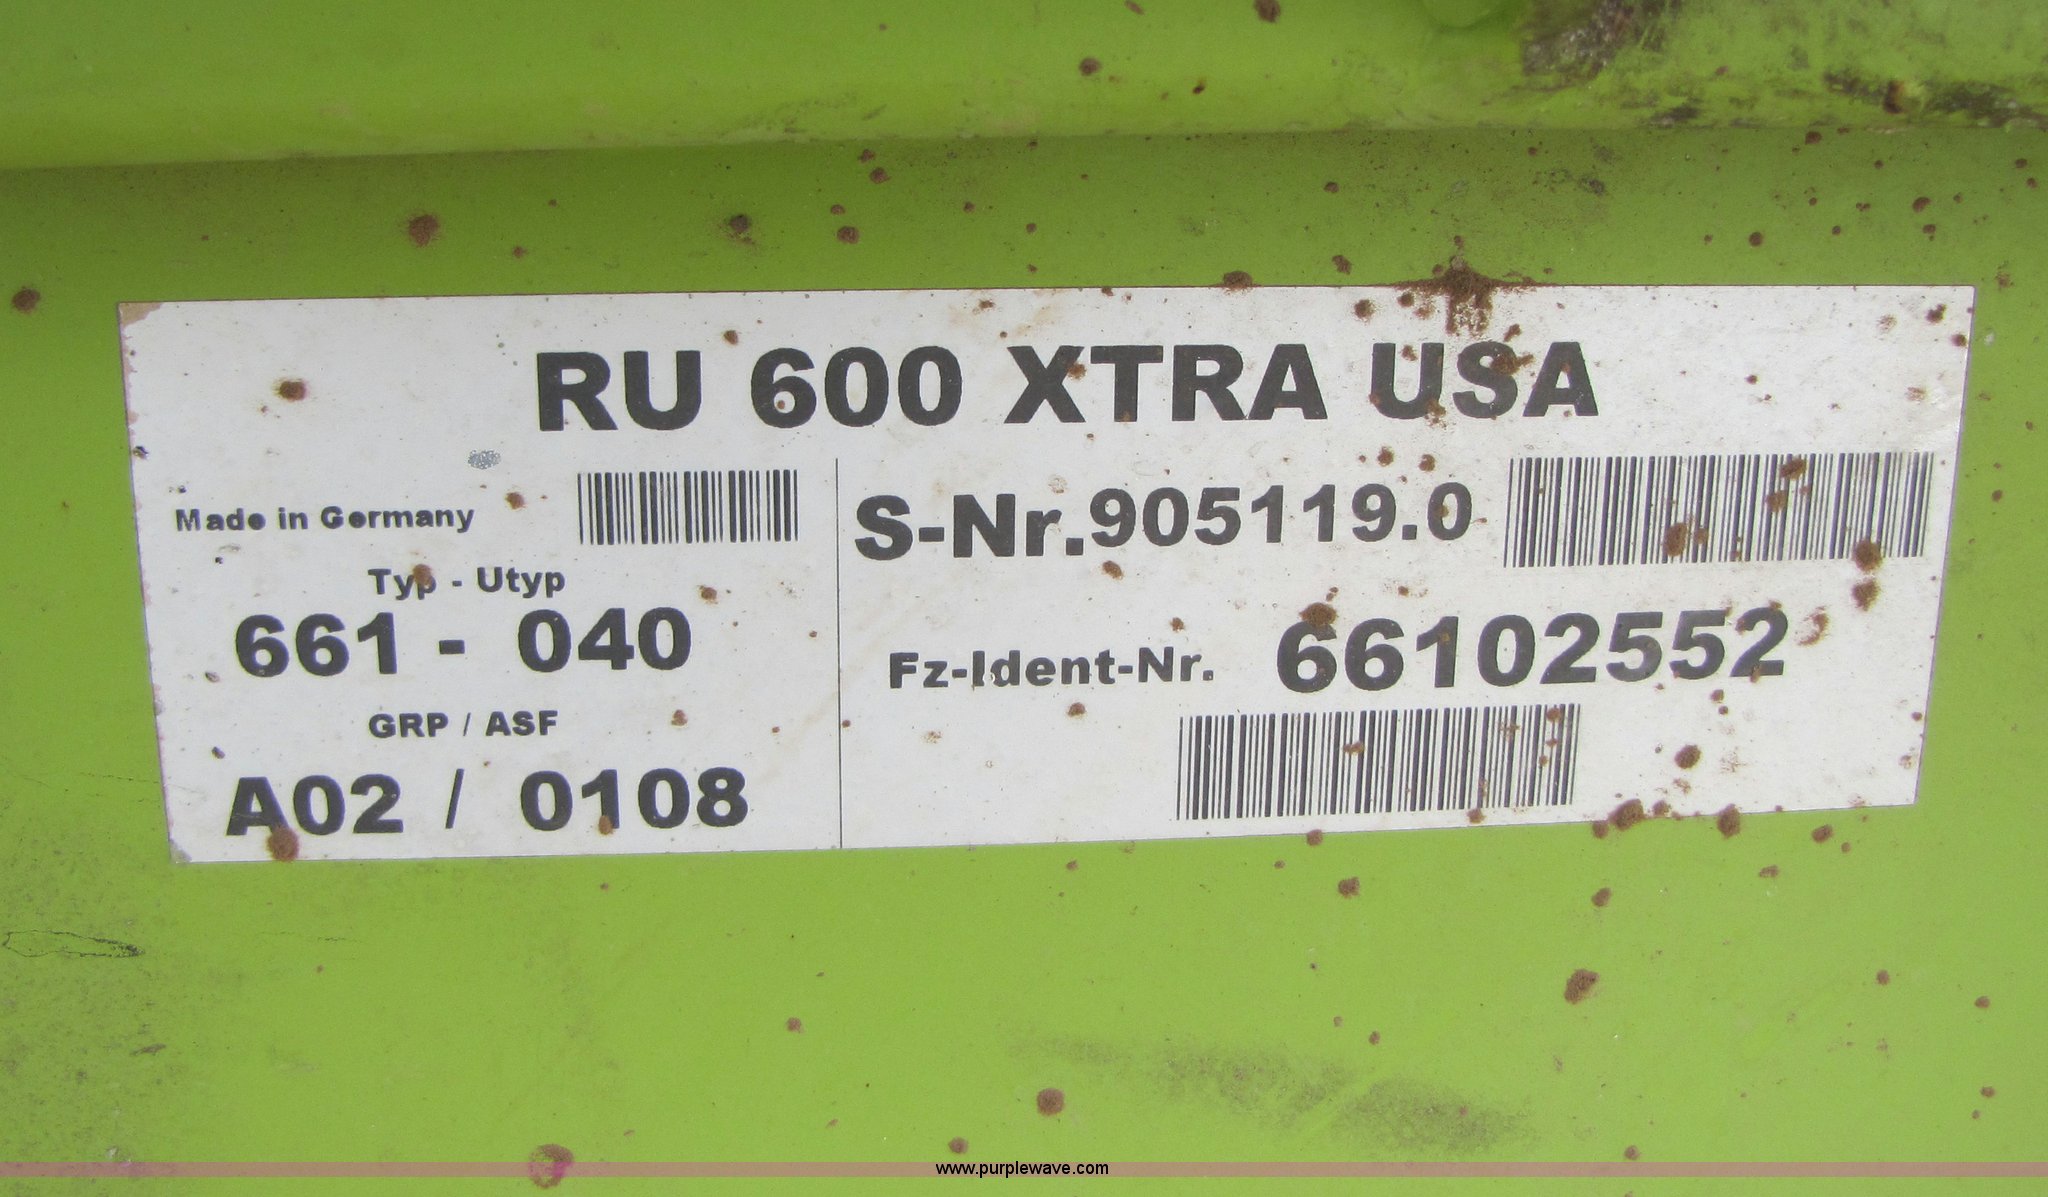 RU 600 XTRA USA
Made in Germany
Typ - Utyp
661 - 040
GRP / ASF
A02 / 0108
S-Nr.905119.0
Fz-Ident-Nr. 66102552
www.purplewave.com